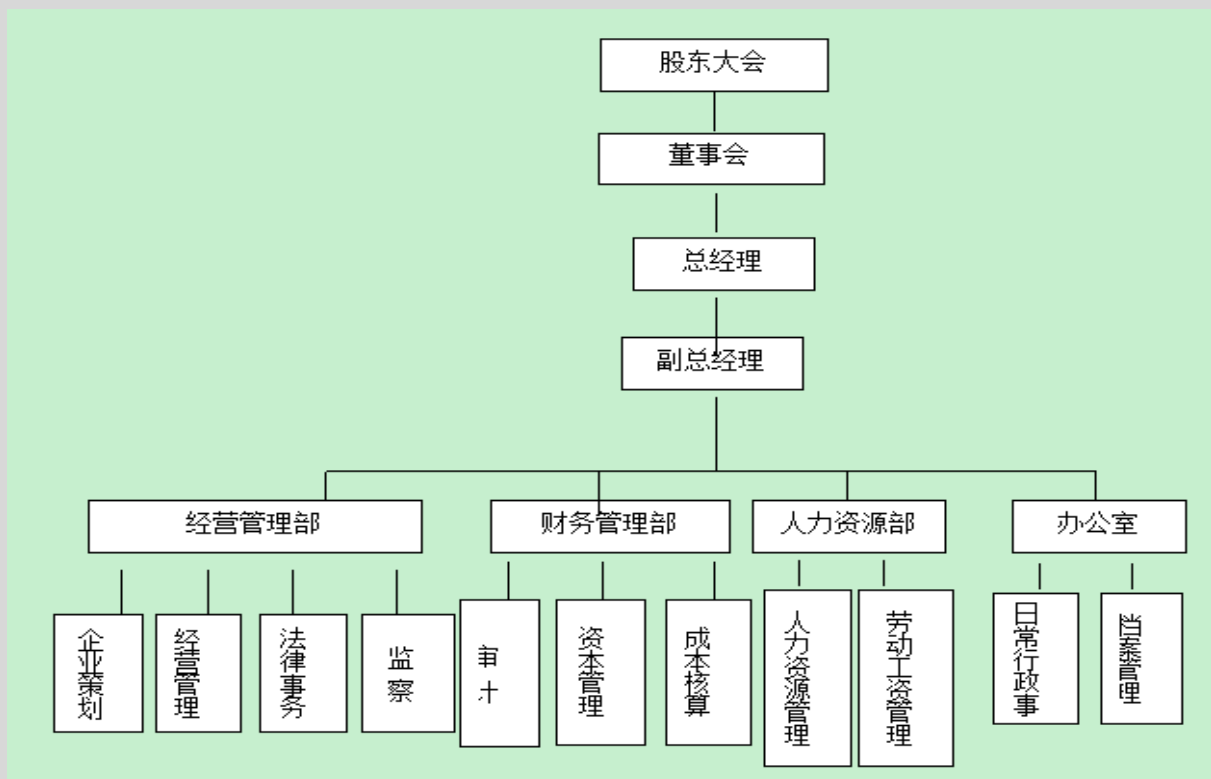 股东大会
董事会
总经理
副总经理
经营管理部
财务管理部
人力资源部
办公室
企业策划
经营管理
法律事务
监察
审计
资本管理
成本核算
人力资源管理
劳动工资管理
日常行政事
档案管理